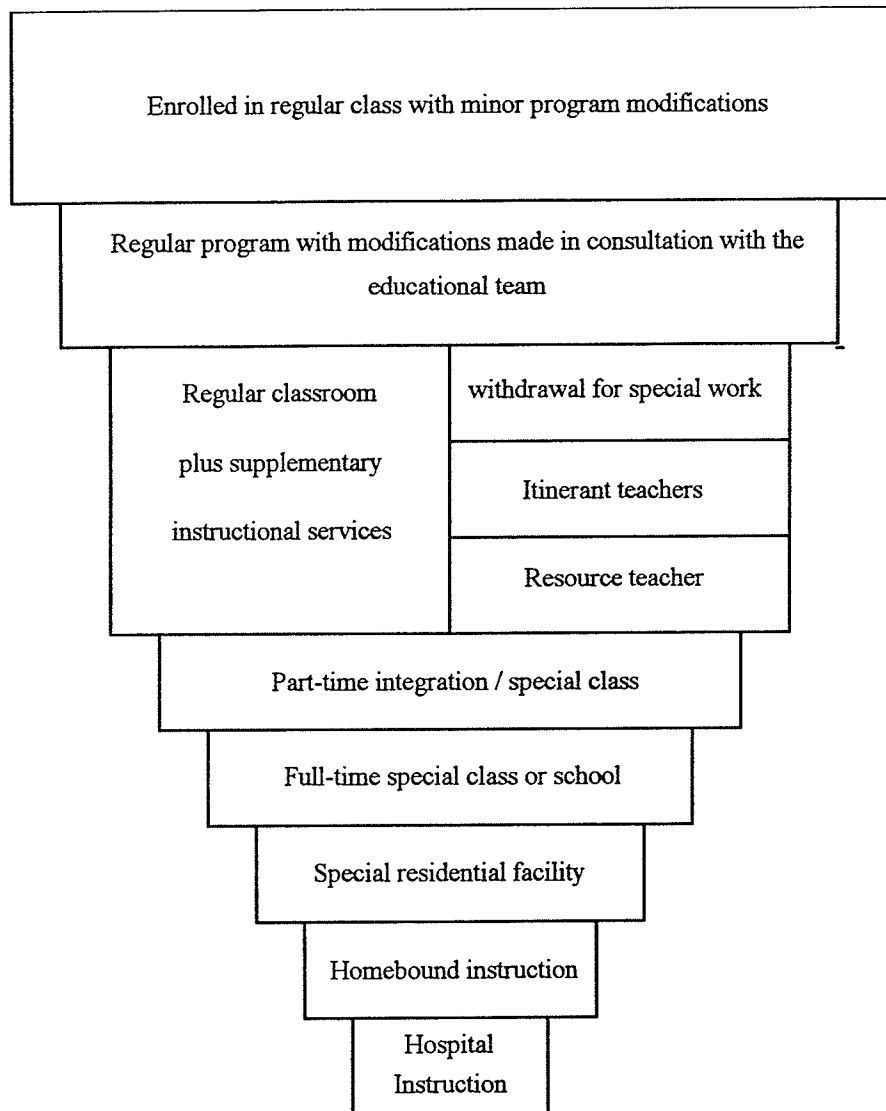 Enrolled in regular class with minor program modifications
Regular program with modifications made in consultation with the
educational team
Regular classroom
plus supplementary
instructional services
withdrawal for special work
Itinerant teachers
Resource teacher
Part-time integration / special class
Full-time special class or school
Special residential facility
Homebound instruction
Hospital
Instruction